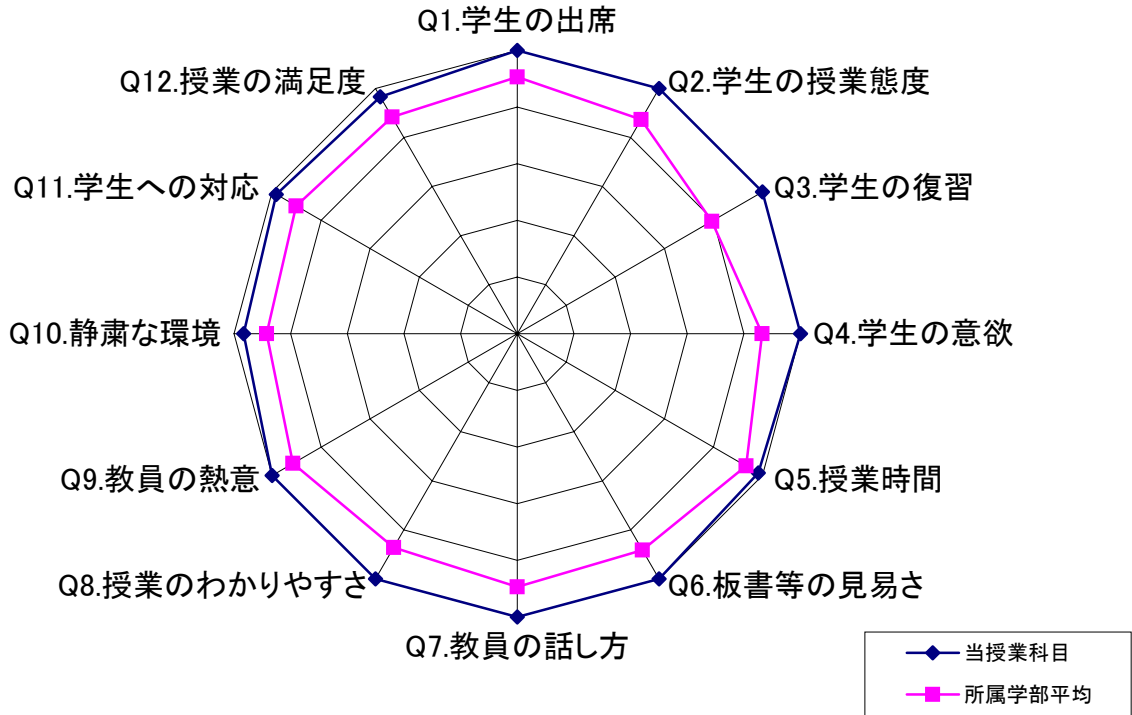 Q1.学生の出席
Q2.学生の授業態度
Q3.学生の復習
Q4.学生の意欲
Q5.授業時間
Q6.板書等の見易さ
Q7.教員の話し方
Q8.授業のわかりやすさ
Q9.教員の熱意
Q10.静粛な環境
Q11.学生への対応
Q12.授業の満足度
当授業科目
所属学部平均